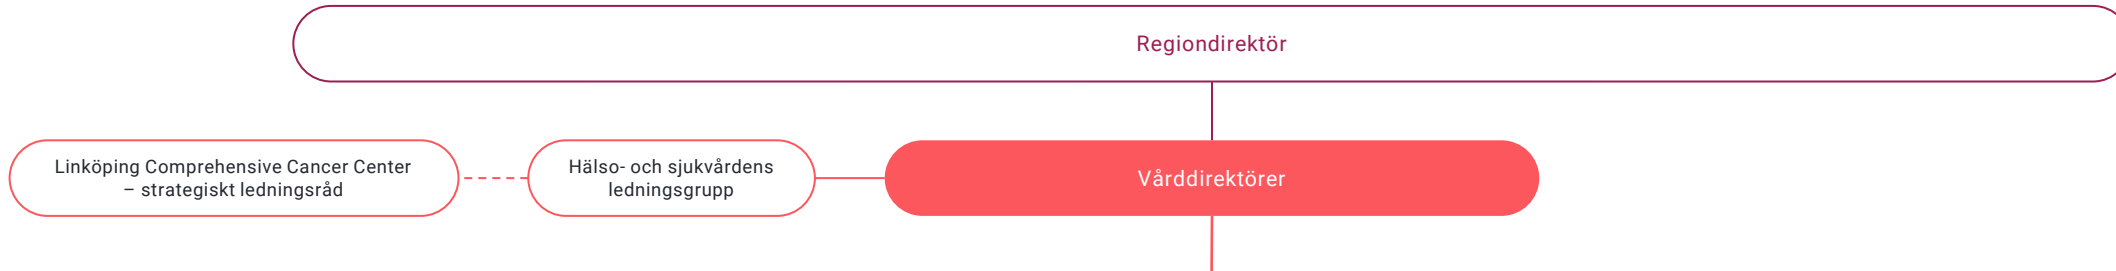 Regiondirektör
Linköping Comprehensive Cancer Center
– strategiskt ledningsråd
Hälso- och sjukvårdens
ledningsgrupp
Vårddirektörer